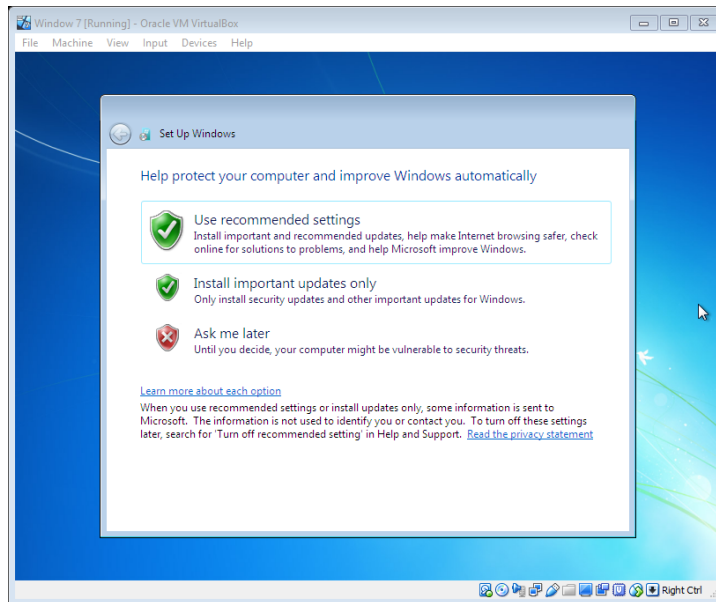 Window 7 [Running] - Oracle VM VirtualBox
File Machine View Input Devices Help
Set Up Windows
Help protect your computer and improve Windows automatically
Use recommended settings
Install important and recommended updates, help make Internet browsing safer, check
online for solutions to problems, and help Microsoft improve Windows.
Install important updates only
Only install security updates and other important updates for Windows.
Ask me later
Until you decide, your computer might be vulnerable to security threats.
Learn more about each option
When you use recommended settings or install updates only, some information is sent to
Microsoft. The information is not used to identify you or contact you. To turn off these settings
later, search for 'Turn off recommended setting' in Help and Support. Read the privacy statement
Right Ctrl